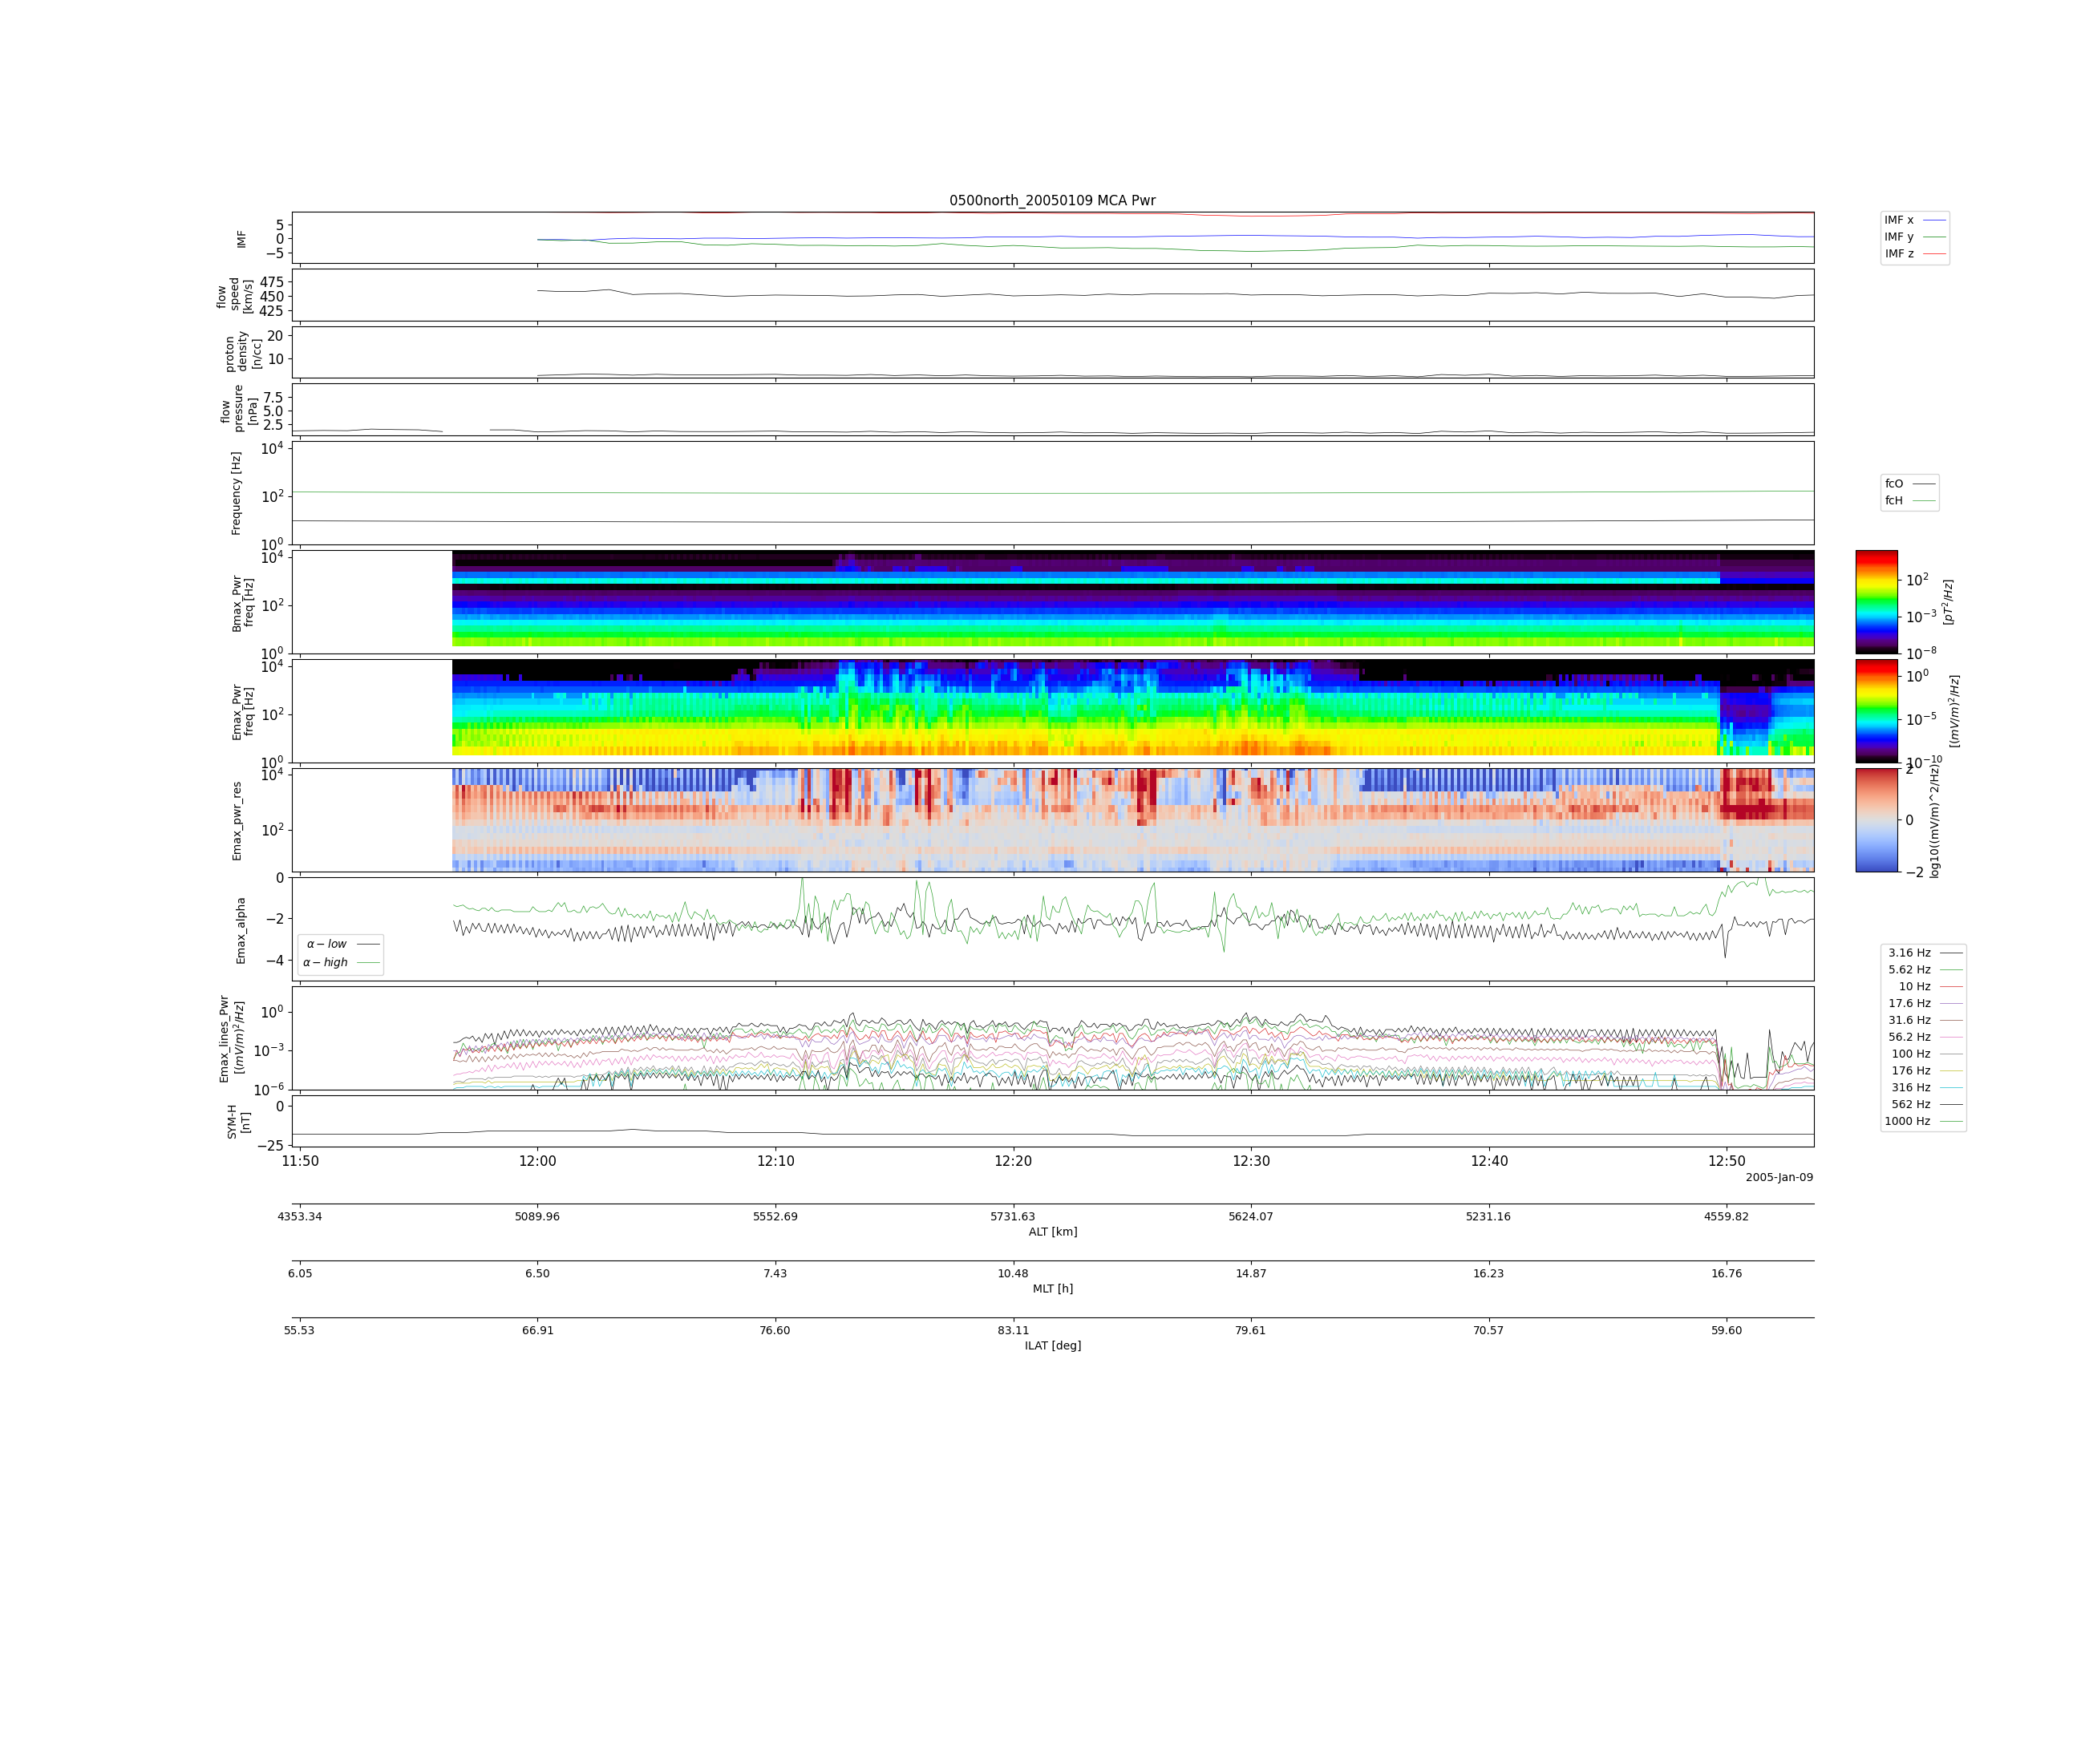 0500north_20050109 MCA Pwr
IMF
5
0
−5
IMF x
IMF y
IMF z
flow
speed
[km/s]
475
450
425
proton
density
[n/cc]
20
10
flow
pressure
[nPa]
7.5
5.0
2.5
Frequency [Hz]
10^4
10^2
10^0
fcO
fcH
Bmax_Pwr
freq [Hz]
10^4
10^2
10^0
10^2
10^−3
10^−8
[pT^2/Hz]
Emax_Pwr
freq [Hz]
10^4
10^2
10^0
10^0
10^−5
10^−10
[(mV/m)^2/Hz]
Emax_pwr_res
10^4
10^2
2
0
−2
log10((mV/m)^2/Hz)
Emax_alpha
0
−2
−4
α − low
α − high
Emax_lines_Pwr
[(mV/m)^2/Hz]
10^0
10^−3
10^−6
3.16 Hz
5.62 Hz
10 Hz
17.6 Hz
31.6 Hz
56.2 Hz
100 Hz
176 Hz
316 Hz
562 Hz
1000 Hz
SYM-H
[nT]
0
−25
11:50 12:00 12:10 12:20 12:30 12:40 12:50
2005-Jan-09
4353.34 5089.96 5552.69 5731.63 5624.07 5231.16 4559.82
ALT [km]
6.05 6.50 7.43 10.48 14.87 16.23 16.76
MLT [h]
55.53 66.91 76.60 83.11 79.61 70.57 59.60
ILAT [deg]